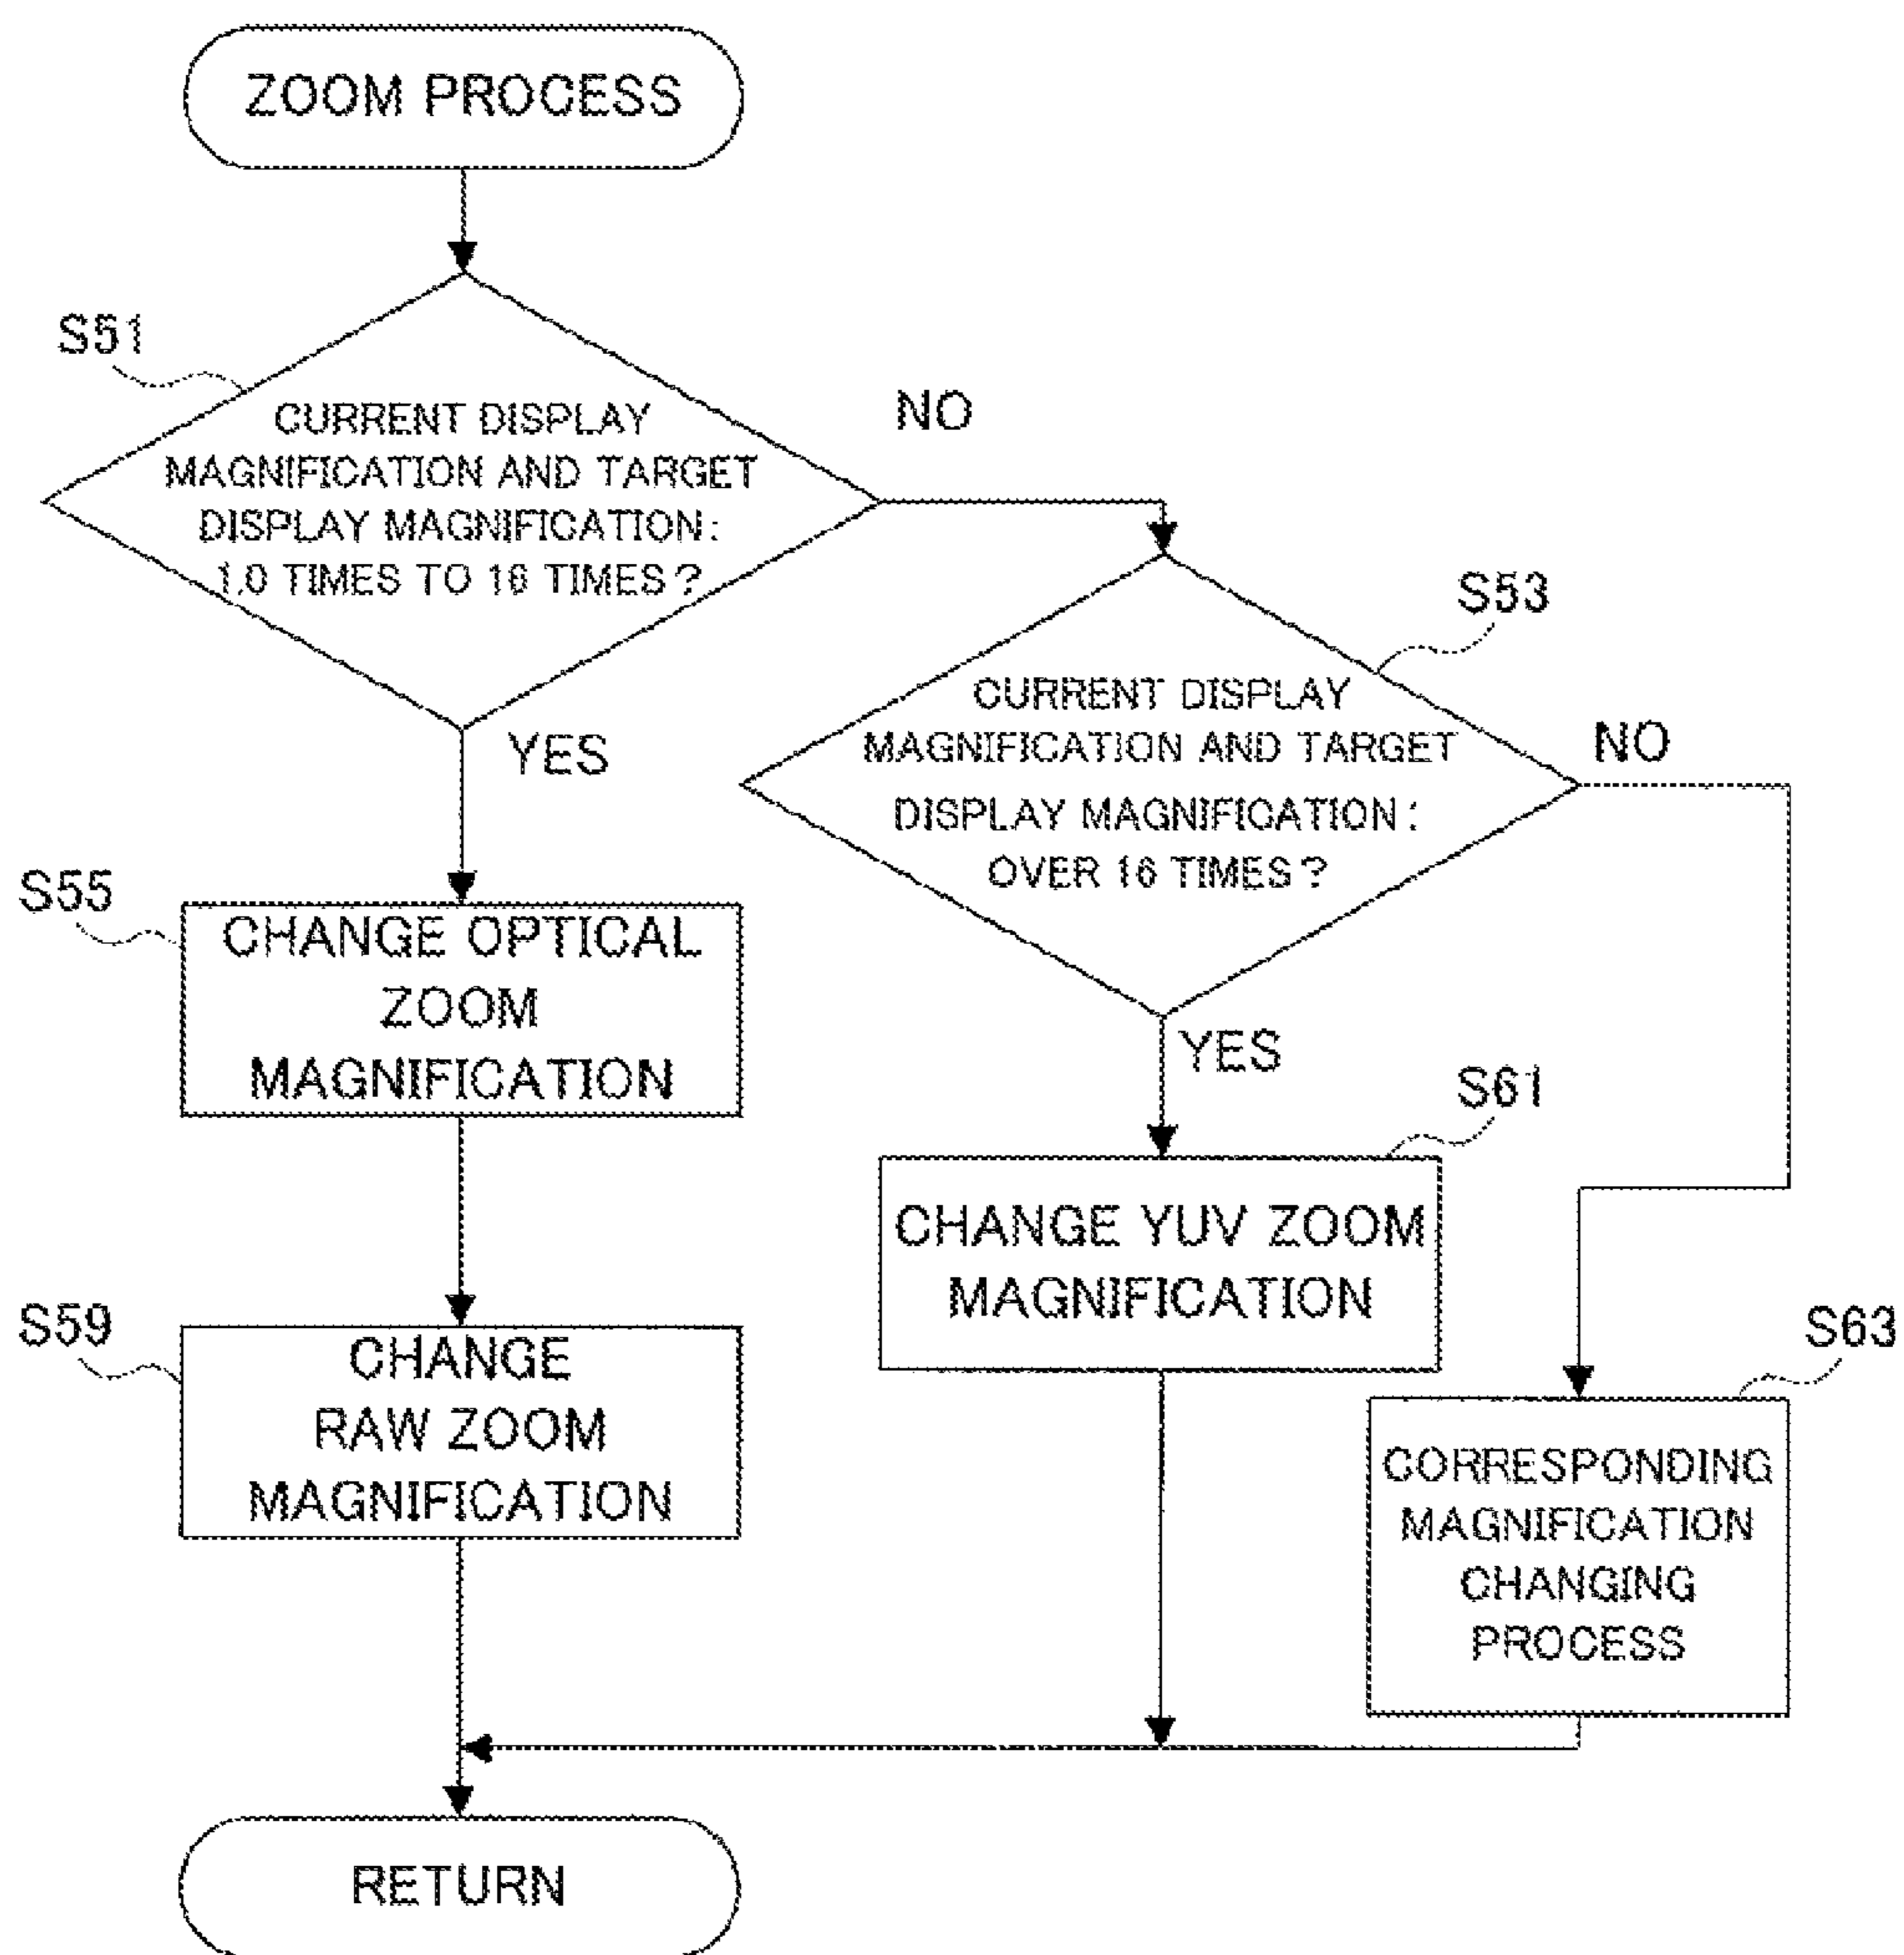 ZOOM PROCESS
S51
CURRENT DISPLAY
MAGNIFICATION AND TARGET
DISPLAY MAGNIFICATION:
1.0 TIMES TO 16 TIMES?
NO
YES
S53
CURRENT DISPLAY
MAGNIFICATION AND TARGET
DISPLAY MAGNIFICATION:
OVER 16 TIMES?
NO
YES
S55
CHANGE OPTICAL
ZOOM
MAGNIFICATION
S61
CHANGE YUV ZOOM
MAGNIFICATION
S59
CHANGE
RAW ZOOM
MAGNIFICATION
S63
CORRESPONDING
MAGNIFICATION
CHANGING
PROCESS
RETURN